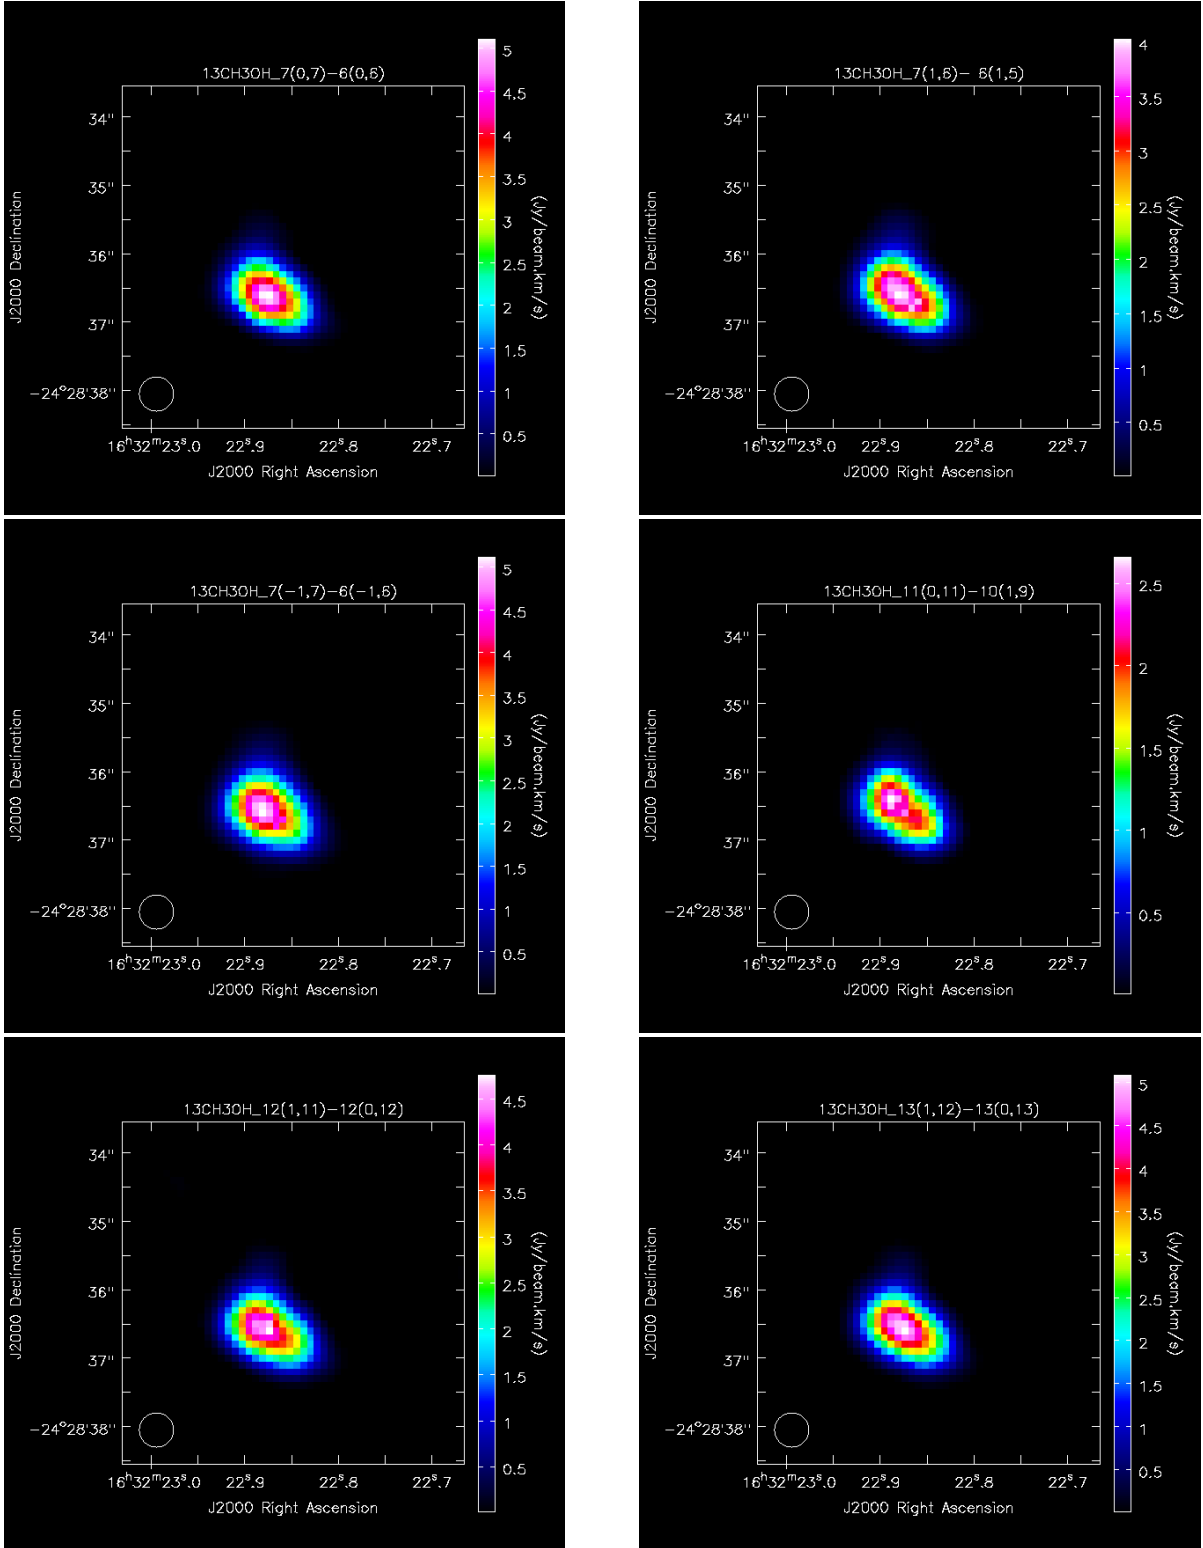 13CH3OH_7(0,7)-6(0,6)
5
4.5
4
3.5
3
2.5
2
1.5
1
0.5
(Jy/beam.km/s)
34"
35"
36"
37"
-24°28'38"
J2000 Declination
16h32m23s.0 22s.9 22s.8 22s.7
J2000 Right Ascension
13CH3OH_7(1,6)- 6(1,5)
4
3.5
3
2.5
2
1.5
1
0.5
(Jy/beam.km/s)
34"
35"
36"
37"
-24°28'38"
J2000 Declination
16h32m23s.0 22s.9 22s.8 22s.7
J2000 Right Ascension
13CH3OH_7(-1,7)-6(-1,6)
5
4.5
4
3.5
3
2.5
2
1.5
1
0.5
(Jy/beam.km/s)
34"
35"
36"
37"
-24°28'38"
J2000 Declination
16h32m23s.0 22s.9 22s.8 22s.7
J2000 Right Ascension
13CH3OH_11(0,11)-10(1,9)
2.5
2
1.5
1
0.5
(Jy/beam.km/s)
34"
35"
36"
37"
-24°28'38"
J2000 Declination
16h32m23s.0 22s.9 22s.8 22s.7
J2000 Right Ascension
13CH3OH_12(1,11)-12(0,12)
4.5
4
3.5
3
2.5
2
1.5
1
0.5
(Jy/beam.km/s)
34"
35"
36"
37"
-24°28'38"
J2000 Declination
16h32m23s.0 22s.9 22s.8 22s.7
J2000 Right Ascension
13CH3OH_13(1,12)-13(0,13)
5
4.5
4
3.5
3
2.5
2
1.5
1
0.5
(Jy/beam.km/s)
34"
35"
36"
37"
-24°28'38"
J2000 Declination
16h32m23s.0 22s.9 22s.8 22s.7
J2000 Right Ascension